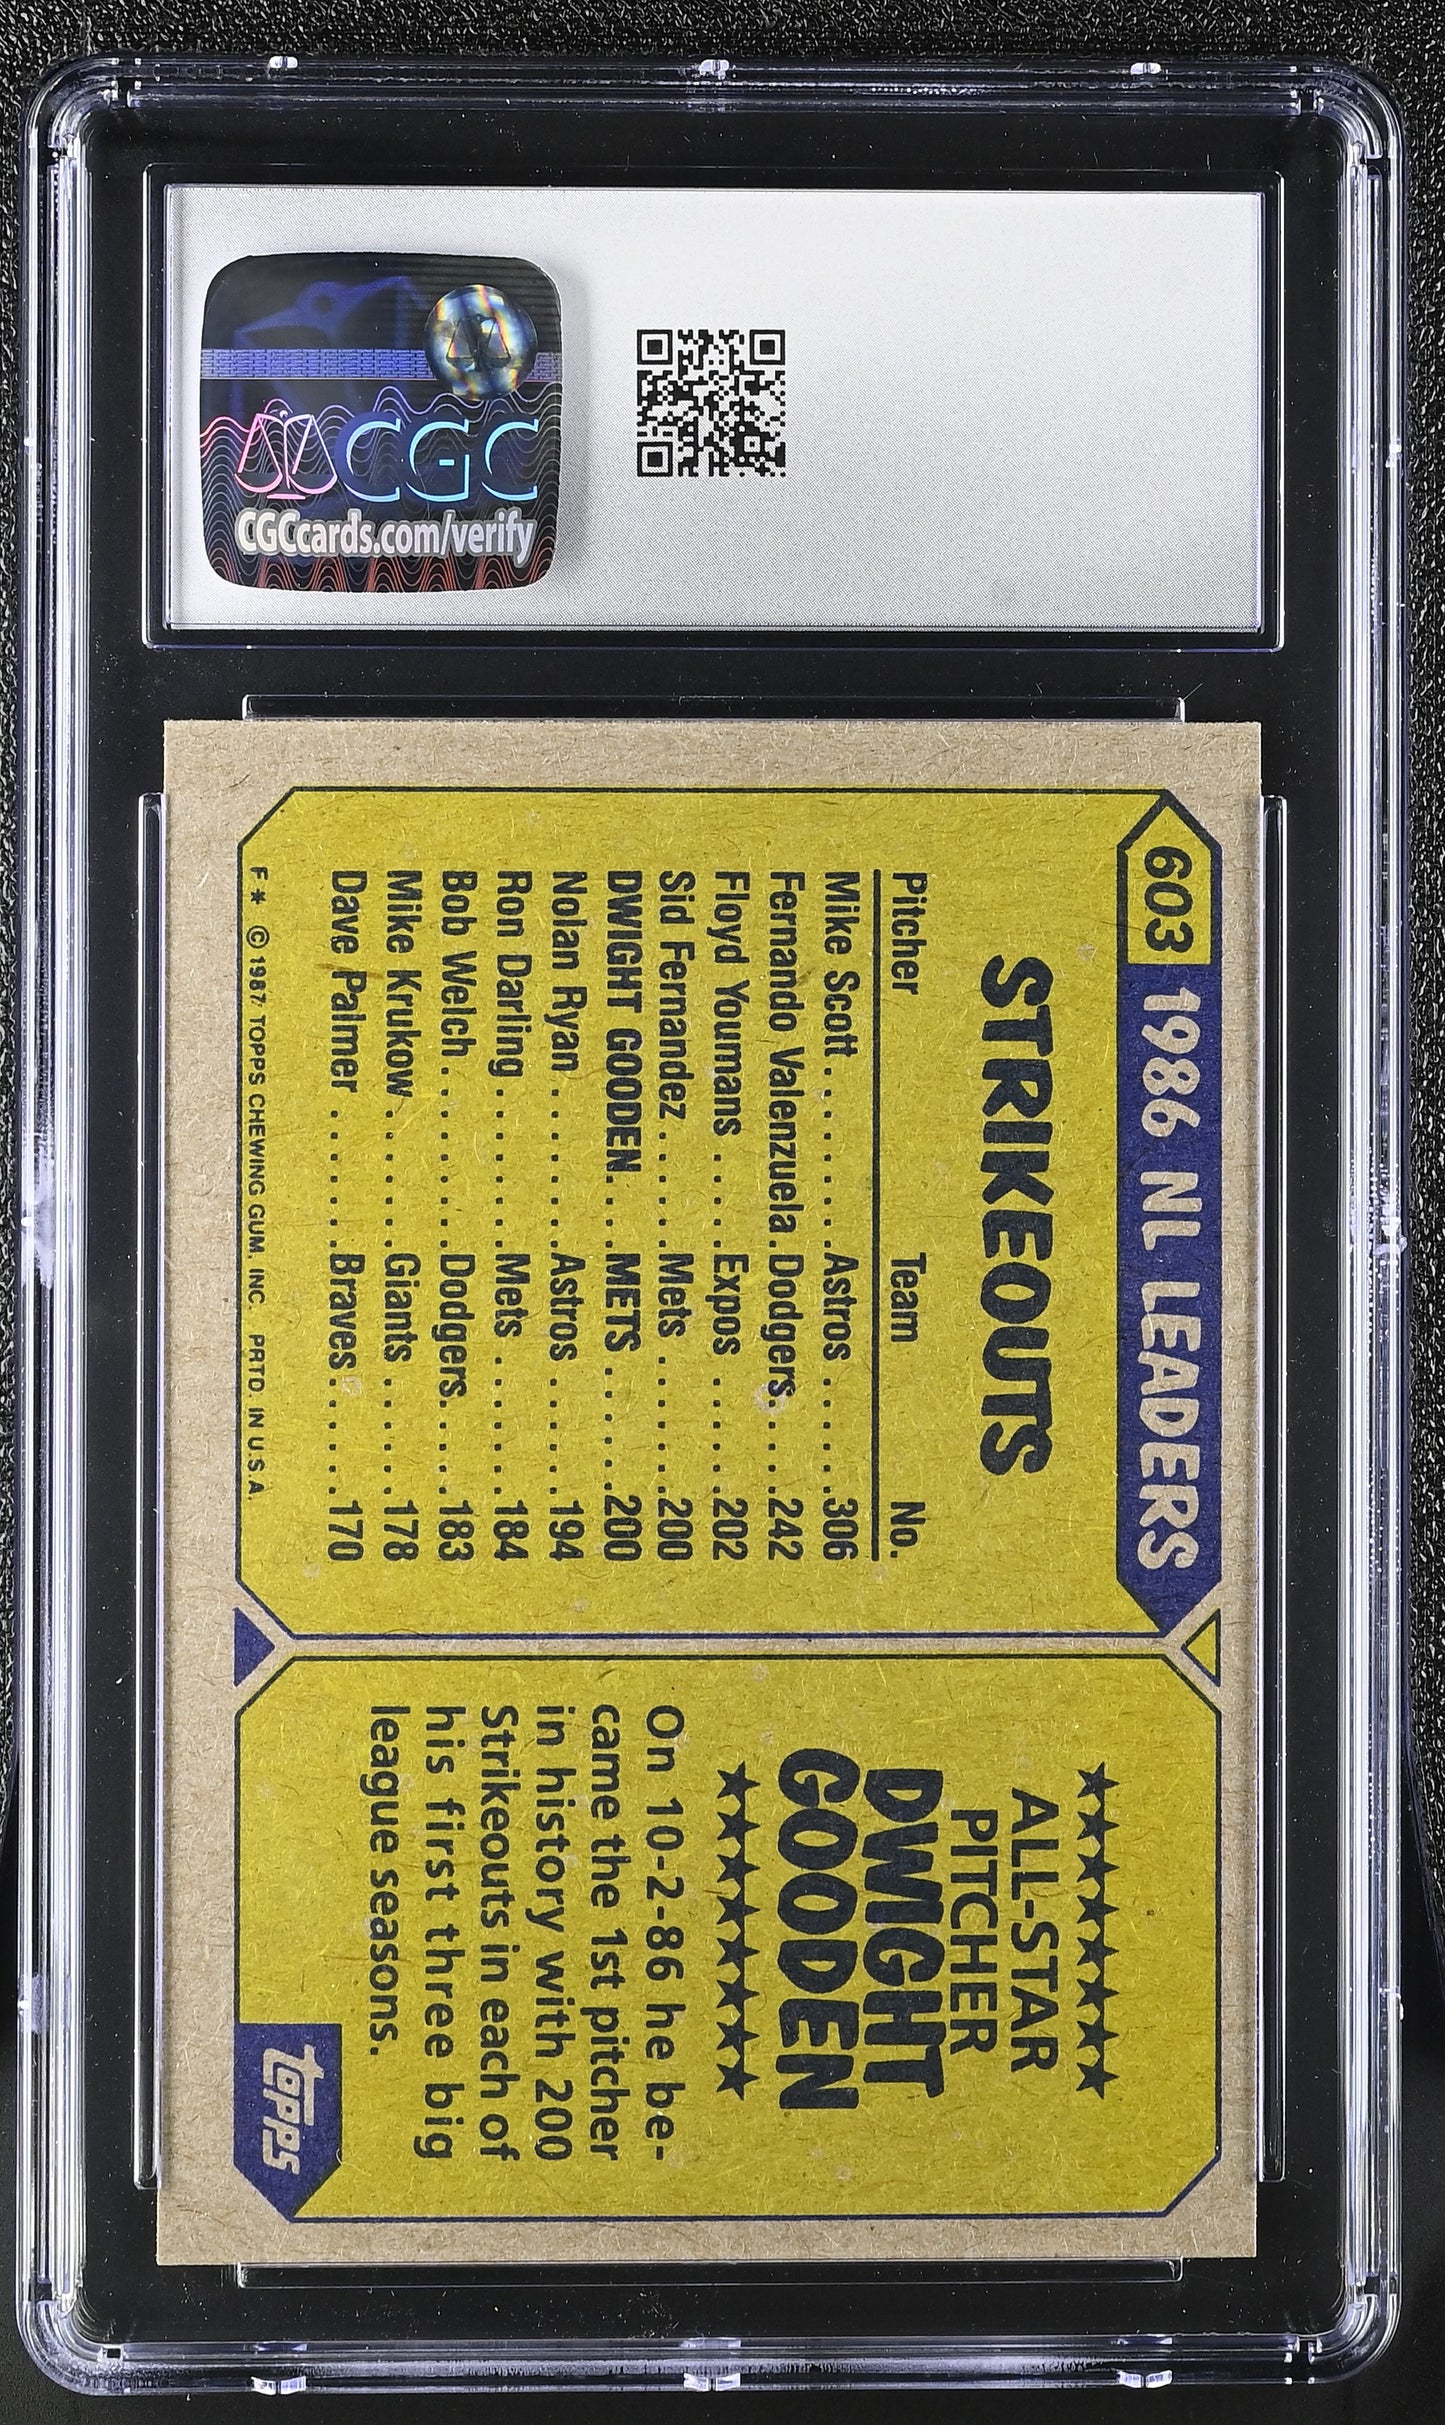 CGC
CGCcards.com/verify
603 1986 NL LEADERS
STRIKEOUTS
Pitcher Team No.
Mike Scott........Astros......306
Fernando Valenzuela.Dodgers....242
Floyd Youmans.....Expos.......202
Sid Fernandez......Mets........200
DWIGHT GOODEN...METS.......200
Nolan Ryan........Astros......194
Ron Darling........Mets........184
Bob Welch.........Dodgers.....183
Mike Krukow.......Giants......178
Dave Palmer.......Braves......170
F* © 1987 TOPPS CHEWING GUM, INC. PRTD. IN U.S.A.
ALL-STAR
PITCHER
DWIGHT
GOODEN
On 10-2-86 he be-
came the 1st pitcher
in history with 200
Strikeouts in each of
his first three big
league seasons.
topps